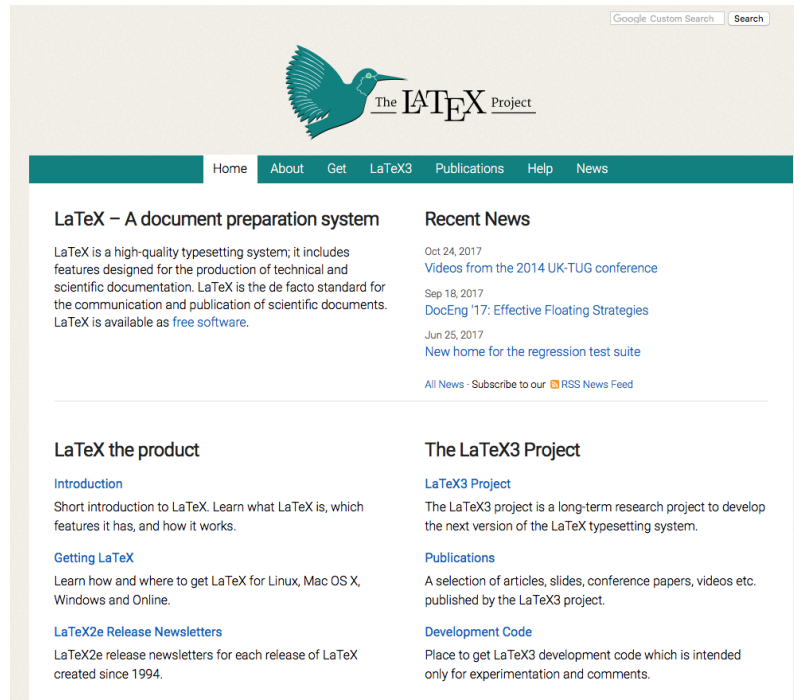 Google Custom Search Search
The LATEX Project
Home About Get LaTeX3 Publications Help News
LaTeX – A document preparation system
LaTeX is a high-quality typesetting system; it includes
features designed for the production of technical and
scientific documentation. LaTeX is the de facto standard for
the communication and publication of scientific documents.
LaTeX is available as free software.
Recent News
Oct 24, 2017
Videos from the 2014 UK-TUG conference
Sep 18, 2017
DocEng '17: Effective Floating Strategies
Jun 25, 2017
New home for the regression test suite
All News · Subscribe to our RSS News Feed
LaTeX the product
Introduction
Short introduction to LaTeX. Learn what LaTeX is, which
features it has, and how it works.
Getting LaTeX
Learn how and where to get LaTeX for Linux, Mac OS X,
Windows and Online.
LaTeX2e Release Newsletters
LaTeX2e release newsletters for each release of LaTeX
created since 1994.
The LaTeX3 Project
LaTeX3 Project
The LaTeX3 project is a long-term research project to develop
the next version of the LaTeX typesetting system.
Publications
A selection of articles, slides, conference papers, videos etc.
published by the LaTeX3 project.
Development Code
Place to get LaTeX3 development code which is intended
only for experimentation and comments.